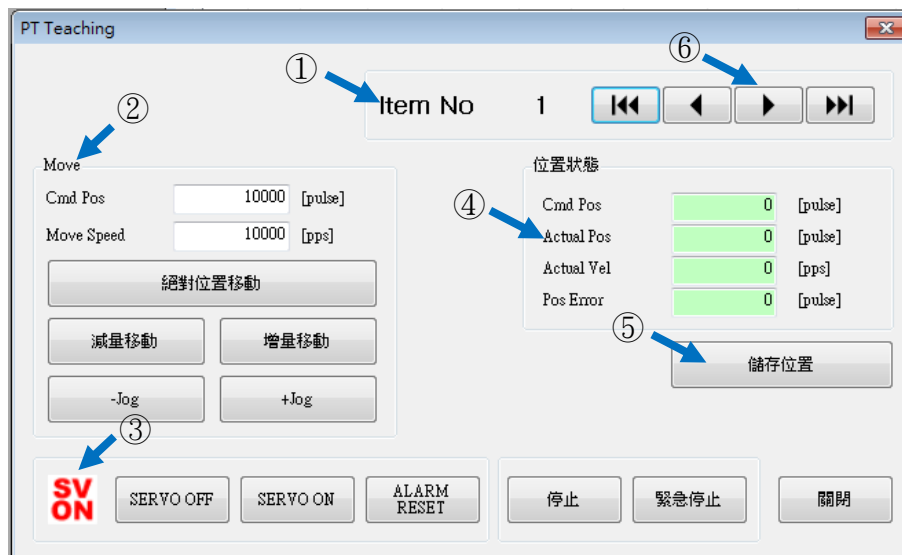 PT Teaching
①
⑥
Item No 1
②
Move
Cmd Pos 10000 [pulse]
Move Speed 10000 [pps]
絕對位置移動
減量移動 增量移動
-Jog +Jog
位置狀態
④
Cmd Pos 0 [pulse]
Actual Pos 0 [pulse]
Actual Vel 0 [pps]
Pos Error 0 [pulse]
⑤
儲存位置
③
SV
ON
SERVO OFF
SERVO ON
ALARM
RESET
停止
緊急停止
關閉